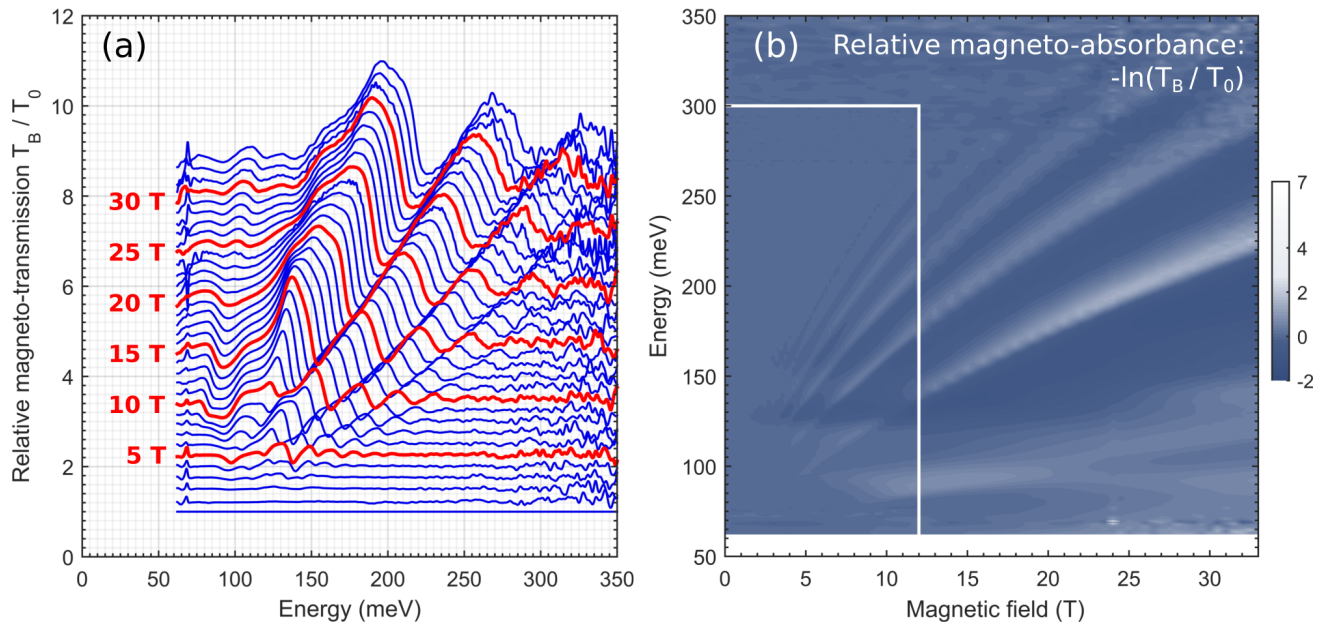 (a)
12
10
8
6
4
2
0
Relative magneto-transmission T_B / T_0
30 T
25 T
20 T
15 T
10 T
5 T
0 50 100 150 200 250 300 350
Energy (meV)
(b) Relative magneto-absorbance:
-ln(T_B / T_0)
350
300
250
200
150
100
50
Energy (meV)
0 5 10 15 20 25 30
Magnetic field (T)
7
4
2
0
-2